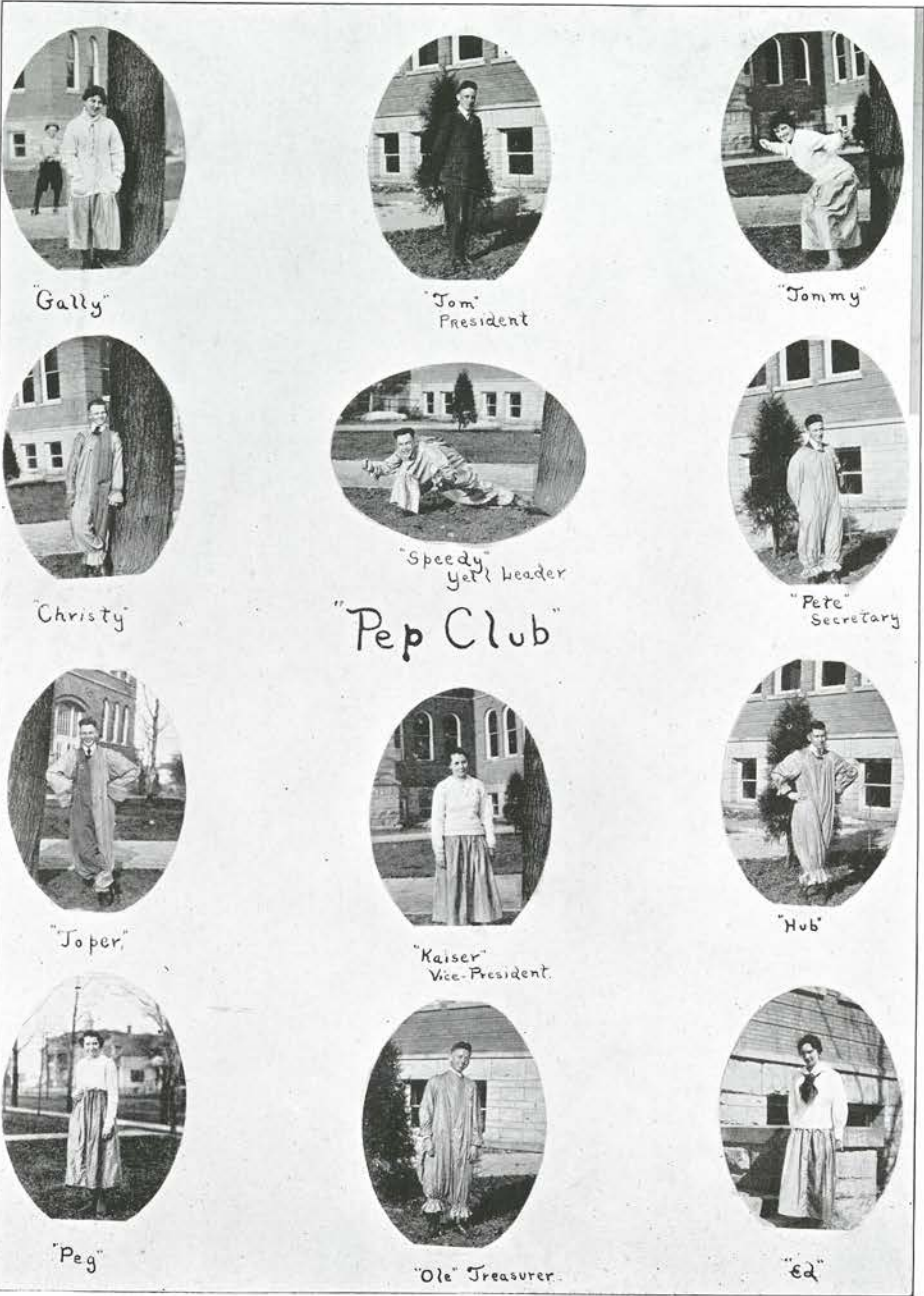 "Gally"
"Tom"
President
"Tommy"
"Christy"
"Speedy"
Yell Leader
"Pete"
Secretary
"Pep Club"
"Joper"
"Kaiser"
Vice-President.
"Hub"
"Peg"
"Ole" Treasurer.
"Ed"